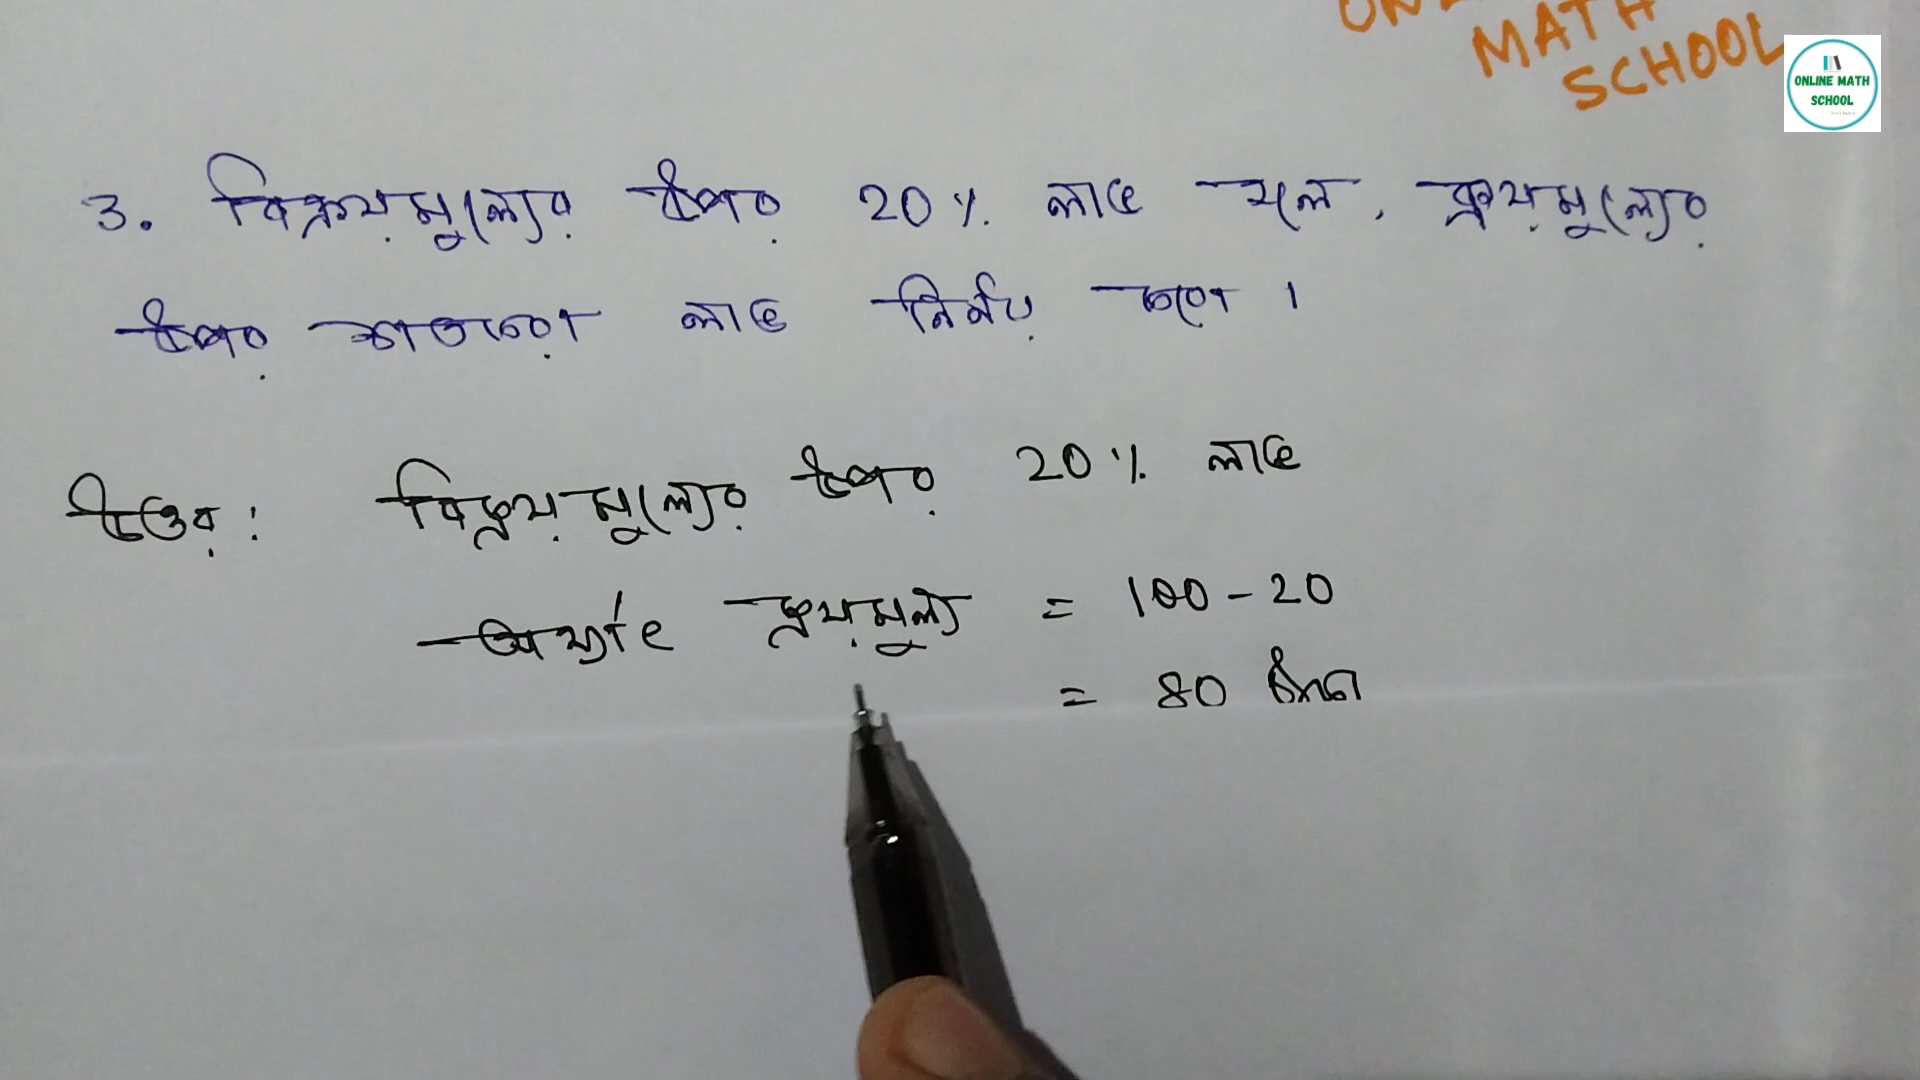 ON
MATH
SCHOOL
ONLINE MATH
SCHOOL
3. বিক্রয়মূল্যের উপর 20% লাভ হলে, ক্রয়মূল্যের
উপর শতকরা লাভ নির্ণয় করো।
উত্তর: বিক্রয়মূল্যের উপর 20% লাভ
অর্থাৎ ক্রয়মূল্য = 100 - 20
= 80 টাকা